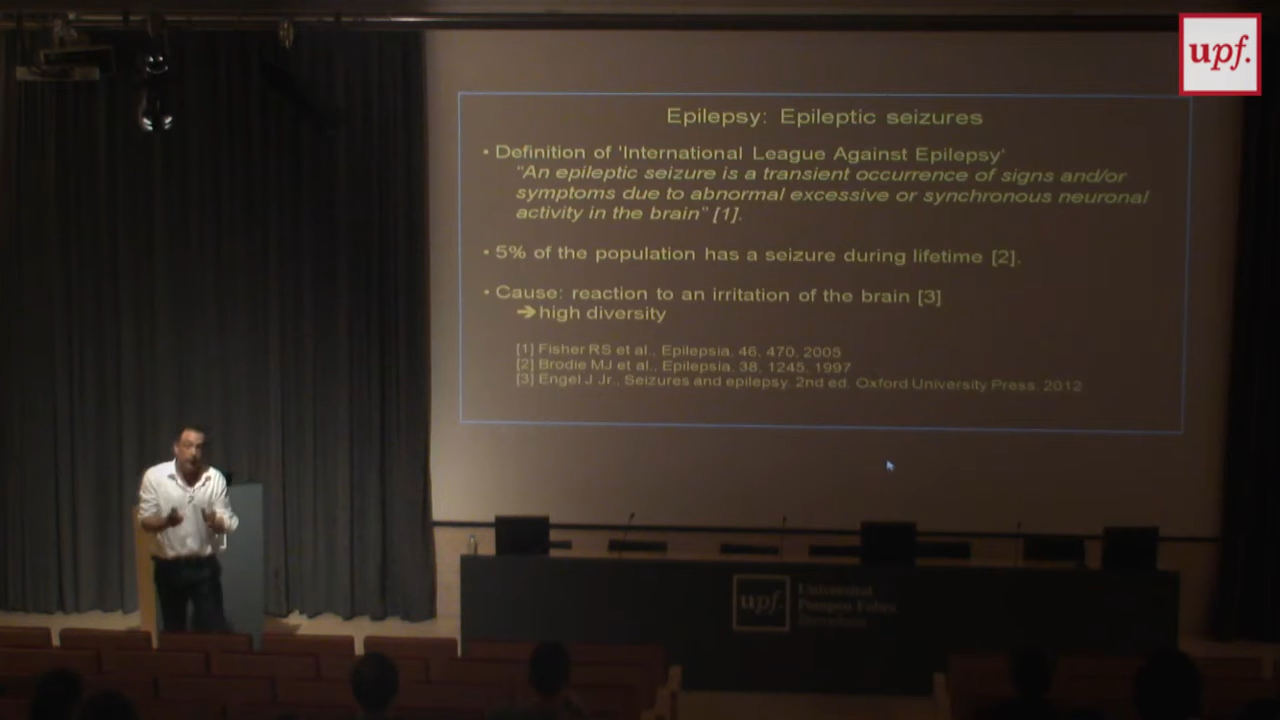 upf.
Epilepsy: Epileptic seizures
• Definition of 'International League Against Epilepsy'
"An epileptic seizure is a transient occurrence of signs and/or
symptoms due to abnormal excessive or synchronous neuronal
activity in the brain" [1].
• 5% of the population has a seizure during lifetime [2].
• Cause: reaction to an irritation of the brain [3]
➔ high diversity
[1] Fisher RS et al., Epilepsia, 46, 470, 2005
[2] Brodie MJ et al., Epilepsia, 38, 1245, 1997
[3] Engel J Jr., Seizures and epilepsy, 2nd ed. Oxford University Press, 2012
upf.
Universitat
Pompeu Fabra
Barcelona